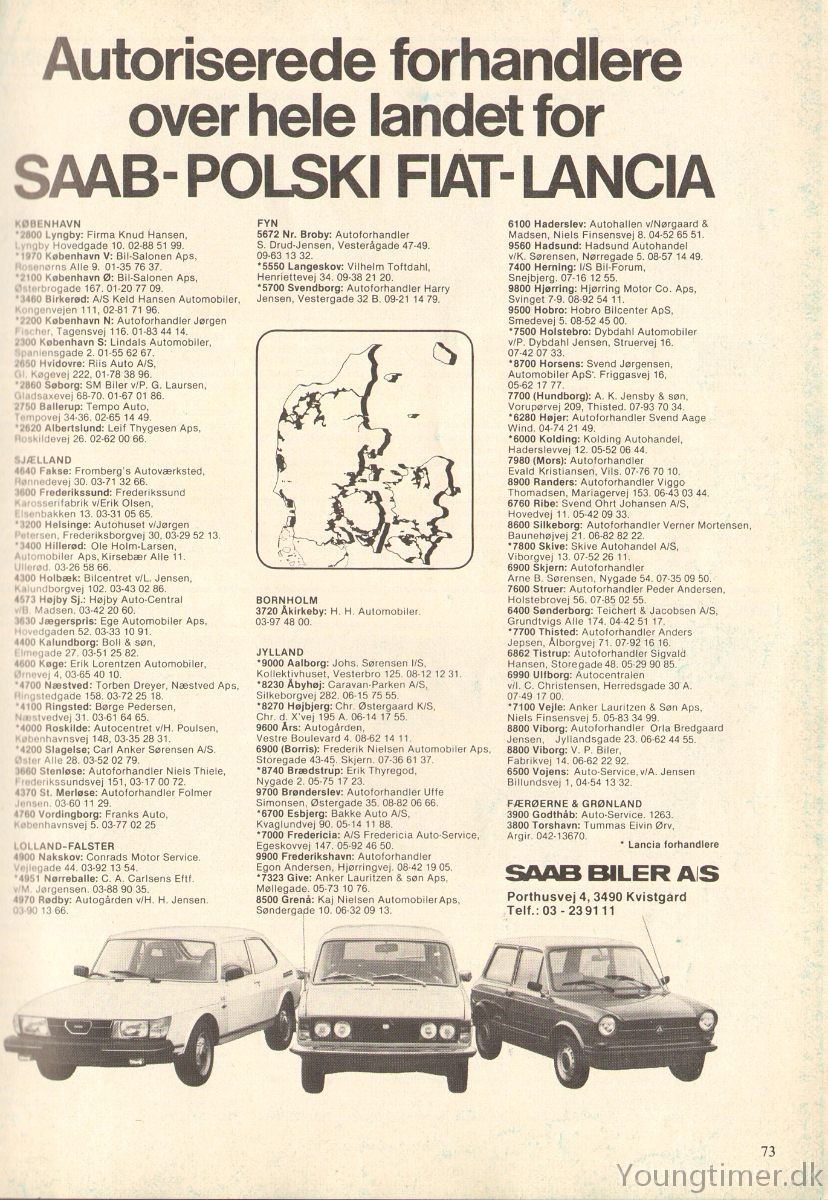 Autoriserede forhandlere
over hele landet for
SAAB-POLSKI FIAT-LANCIA
KØBENHAVN
*2800 Lyngby: Firma Knud Hansen,
Lyngby Hovedgade 10. 02-88 51 99.
*1970 København V: Bil-Salonen Aps,
Rosenørns Alle 9. 01-35 76 37.
*2100 København Ø: Bil-Salonen Aps,
Østerbrogade 167. 01-20 77 09.
*3460 Birkerød: A/S Keld Hansen Automobiler,
Kongevejen 111, 02-81 71 96.
*2200 København N: Autoforhandler Jørgen
Fischer, Tagensvej 116. 01-83 44 14.
2300 København S: Lindals Automobiler,
Spaniensgade 2. 01-55 62 67.
2650 Hvidovre: Riis Auto A/S,
Gl. Køgevej 222, 01-78 38 96.
*2860 Søborg: SM Biler v/P. G. Laursen,
Gladsaxevej 68-70. 01-67 01 86.
2750 Ballerup: Tempo Auto,
Tempovej 34-36. 02-65 14 49.
*2620 Albertslund: Leif Thygesen Aps,
Roskildevej 26. 02-62 00 66.
SJÆLLAND
4640 Fakse: Fromberg's Autoværksted,
Rønnedevej 30. 03-71 32 66.
3600 Frederikssund: Frederikssund
Karosserifabrik v/Erik Olsen,
Elsenbakken 13. 03-31 05 65.
*3200 Helsinge: Autohuset v/Jørgen
Petersen, Frederiksborgvej 30, 03-29 52 13.
*3400 Hillerød: Ole Holm-Larsen,
Automobiler Aps, Kirsebær Alle 11.
Ullerød. 03-26 58 66.
4300 Holbæk: Bilcentret v/L. Jensen,
Kalundborgvej 102. 03-43 02 86.
4573 Højby Sj.: Højby Auto-Central
v/B. Madsen. 03-42 20 60.
3630 Jægerspris: Ege Automobiler Aps,
Hovedgaden 52. 03-33 10 91.
4400 Kalundborg: Boll & søn,
Elmegade 27. 03-51 25 82.
4600 Køge: Erik Lorentzen Automobiler,
Ørnevej 4, 03-65 40 10.
*4700 Næstved: Torben Dreyer, Næstved Aps,
Ringstedgade 158. 03-72 25 18.
*4100 Ringsted: Børge Pedersen,
Næstvedvej 31. 03-61 64 65.
*4000 Roskilde: Autocentret v/H. Poulsen,
Københavnsvej 148, 03-35 28 31.
*4200 Slagelse; Carl Anker Sørensen A/S.
Øster Alle 28. 03-52 02 79.
3660 Stenløse: Autoforhandler Niels Thiele,
Frederikssundsvej 151, 03-17 00 72.
4370 St. Merløse: Autoforhandler Folmer
Jensen. 03-60 11 29.
4760 Vordingborg: Franks Auto,
Københavnsvej 5. 03-77 02 25
LOLLAND-FALSTER
4900 Nakskov: Conrads Motor Service.
Vejlegade 44. 03-92 13 54.
*4951 Nørreballe: C. A. Carlsens Eftf.
v/M. Jørgensen. 03-88 90 35.
4970 Rødby: Autogården v/H. H. Jensen.
03-90 13 66.
FYN
5672 Nr. Broby: Autoforhandler
S. Drud-Jensen, Vesterågade 47-49.
09-63 13 32.
*5550 Langeskov: Vilhelm Toftdahl,
Henriettevej 34. 09-38 21 20.
*5700 Svendborg: Autoforhandler Harry
Jensen, Vestergade 32 B. 09-21 14 79.
BORNHOLM
3720 Åkirkeby: H. H. Automobiler.
03-97 48 00.
JYLLAND
*9000 Aalborg: Johs. Sørensen I/S,
Kollektivhuset, Vesterbro 125. 08-12 12 31.
*8230 Åbyhøj: Caravan-Parken A/S,
Silkeborgvej 282. 06-15 75 55.
*8270 Højbjerg: Chr. Østergaard K/S,
Chr. d. X'vej 195 A. 06-14 17 55.
9600 Års: Autogården,
Vestre Boulevard 4. 08-62 14 11.
6900 (Borris): Frederik Nielsen Automobiler Aps,
Storegade 43-45. Skjern. 07-36 61 37.
*8740 Brædstrup: Erik Thyregod,
Nygade 2. 05-75 17 23.
9700 Brønderslev: Autoforhandler Uffe
Simonsen, Østergade 35. 08-82 06 66.
*6700 Esbjerg: Bakke Auto A/S,
Kvaglundvej 90. 05-14 11 88.
*7000 Fredericia: A/S Fredericia Auto-Service,
Egeskovvej 147. 05-92 46 50.
9900 Frederikshavn: Autoforhandler
Egon Andersen, Hjørringvej. 08-42 19 05.
*7323 Give: Anker Lauritzen & søn Aps,
Møllegade. 05-73 10 76.
8500 Grenå: Kaj Nielsen Automobiler Aps,
Søndergade 10. 06-32 09 13.
6100 Haderslev: Autohallen v/Nørgaard &
Madsen, Niels Finsensvej 8. 04-52 65 51.
9560 Hadsund: Hadsund Autohandel
v/K. Sørensen, Nørregade 5. 08-57 14 49.
7400 Herning: I/S Bil-Forum,
Snejbjerg. 07-16 12 55.
9800 Hjørring: Hjørring Motor Co. Aps,
Svinget 7-9. 08-92 54 11.
9500 Hobro: Hobro Bilcenter ApS,
Smedevej 5. 08-52 45 00.
*7500 Holstebro: Dybdahl Automobiler
v/P. Dybdahl Jensen, Struervej 16.
07-42 07 33.
*8700 Horsens: Svend Jørgensen,
Automobiler ApS'. Friggasvej 16,
05-62 17 77.
7700 (Hundborg): A. K. Jensby & søn,
Vorupørvej 209, Thisted. 07-93 70 34.
*6280 Højer: Autoforhandler Svend Aage
Wind. 04-74 21 49.
*6000 Kolding: Kolding Autohandel,
Haderslevvej 12. 05-52 06 44.
7980 (Mors): Autoforhandler
Evald Kristiansen, Vils. 07-76 70 10.
8900 Randers: Autoforhandler Viggo
Thomadsen, Mariagervej 153. 06-43 03 44.
6760 Ribe: Svend Ohrt Johansen A/S,
Hovedvej 11. 05-42 09 33.
8600 Silkeborg: Autoforhandler Verner Mortensen,
Baunehøjvej 21. 06-82 82 22.
*7800 Skive: Skive Autohandel A/S,
Viborgvej 13. 07-52 26 11.
6900 Skjern: Autoforhandler
Arne B. Sørensen, Nygade 54. 07-35 09 50.
7600 Struer: Autoforhandler Peder Andersen,
Holstebrovej 56. 07-85 02 55.
6400 Sønderborg: Teichert & Jacobsen A/S,
Grundtvigs Alle 174. 04-42 51 17.
*7700 Thisted: Autoforhandler Anders
Jepsen, Ålborgvej 71. 07-92 16 16.
6862 Tistrup: Autoforhandler Sigvald
Hansen, Storegade 48. 05-29 90 85.
6990 Ulfborg: Autocentralen
v/I. C. Christensen, Herredsgade 30 A.
07-49 17 00.
*7100 Vejle: Anker Lauritzen & Søn Aps,
Niels Finsensvej 5. 05-83 34 99.
8800 Viborg: Autoforhandler Orla Bredgaard
Jensen, Jyllandsgade 23. 06-62 44 55.
8800 Viborg: V. P. Biler,
Fabrikvej 14. 06-62 22 92.
6500 Vojens: Auto-Service, v/A. Jensen
Billundsvej 1, 04-54 13 32.
FÆRØERNE & GRØNLAND
3900 Godthåb: Auto-Service. 1263.
3800 Torshavn: Tummas Eivin Ørv,
Argir. 042-13670.
* Lancia forhandlere
SAAB BILER A/S
Porthusvej 4, 3490 Kvistgård
Telf.: 03 - 23 91 11
73
Youngtimer.dk